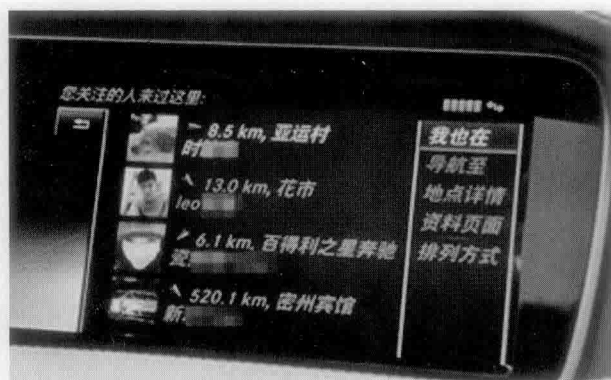 您关注的人来过这里:
8.5 km, 亚运村
时
13.0 km, 花市
leo
6.1 km, 百得利之星奔驰
520.1 km, 密州宾馆
新
我也在
导航至
地点详情
资料页面
排列方式